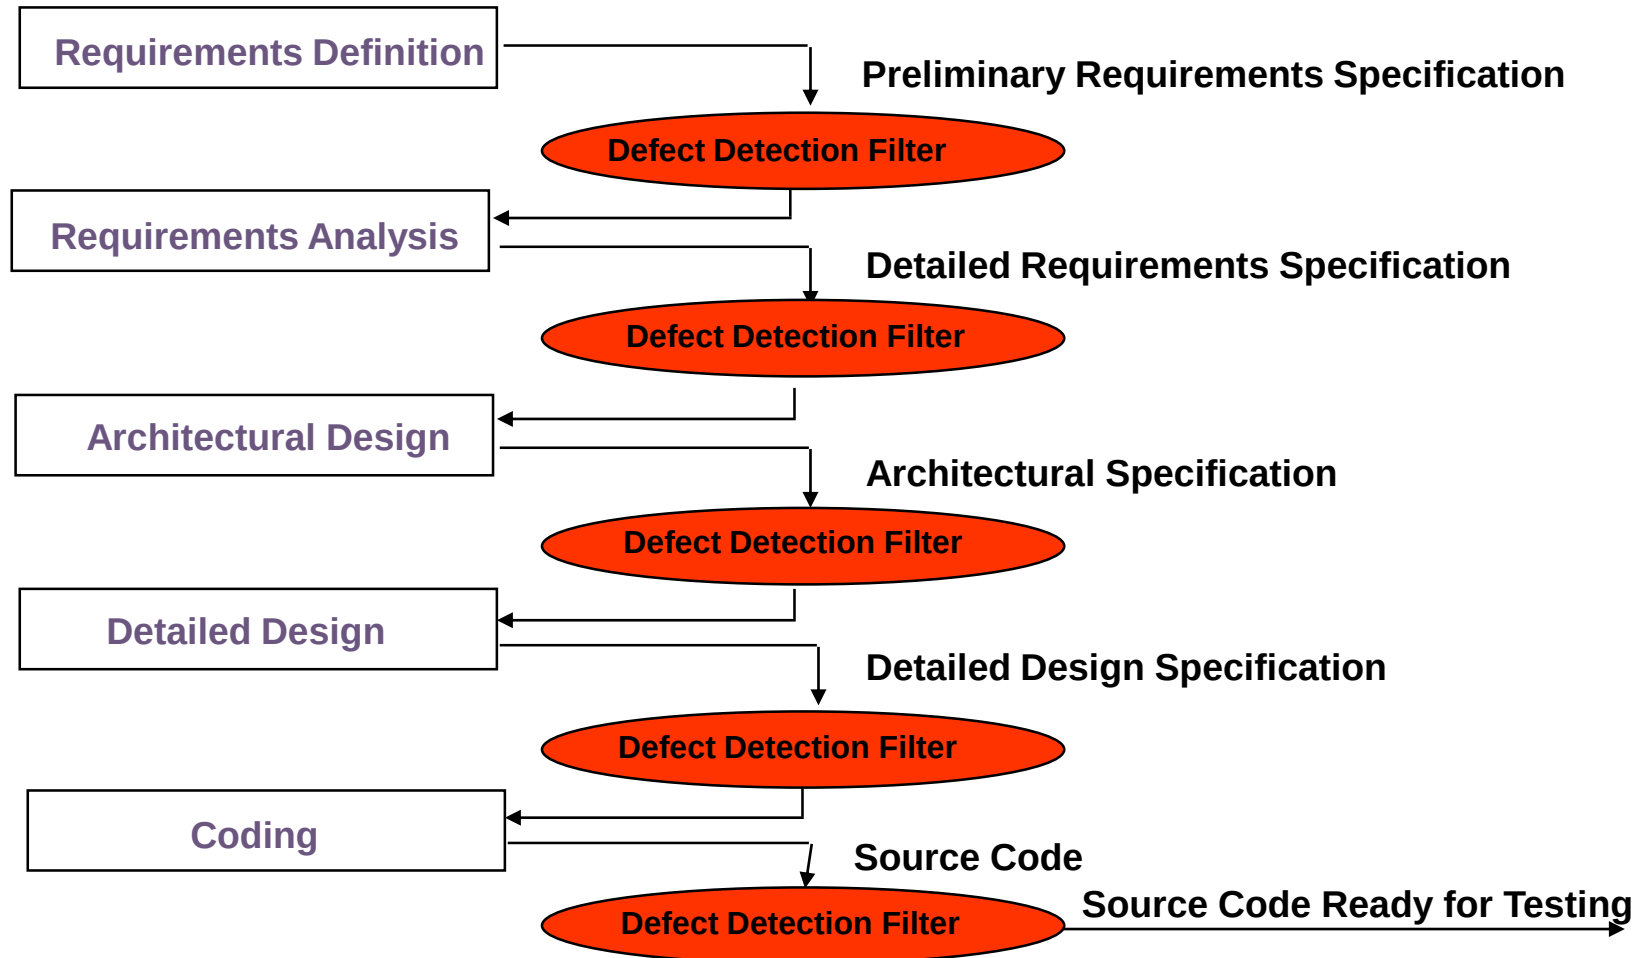 Requirements Definition
Preliminary Requirements Specification
Defect Detection Filter
Requirements Analysis
Detailed Requirements Specification
Defect Detection Filter
Architectural Design
Architectural Specification
Defect Detection Filter
Detailed Design
Detailed Design Specification
Defect Detection Filter
Coding
Source Code
Source Code Ready for Testing
Defect Detection Filter